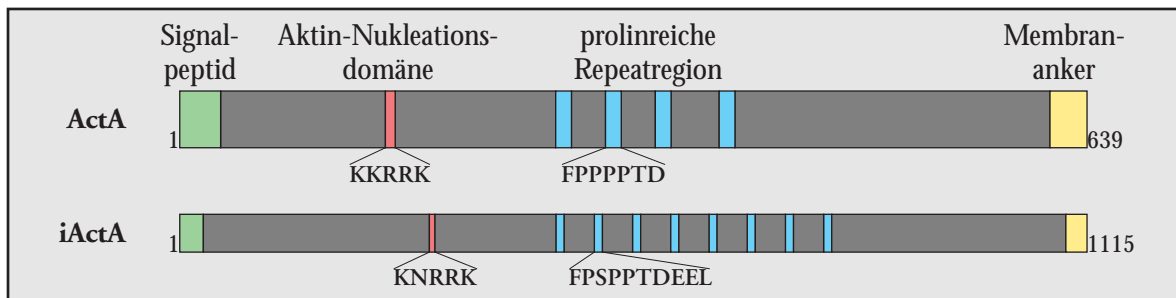 Signal-
peptid
Aktin-Nukleations-
domäne
prolinreiche
Repeatregion
Membran-
anker
ActA
1
639
KKRRK
FPPPPTD
iActA
1
1115
KNRRK
FPSPPTDEEL